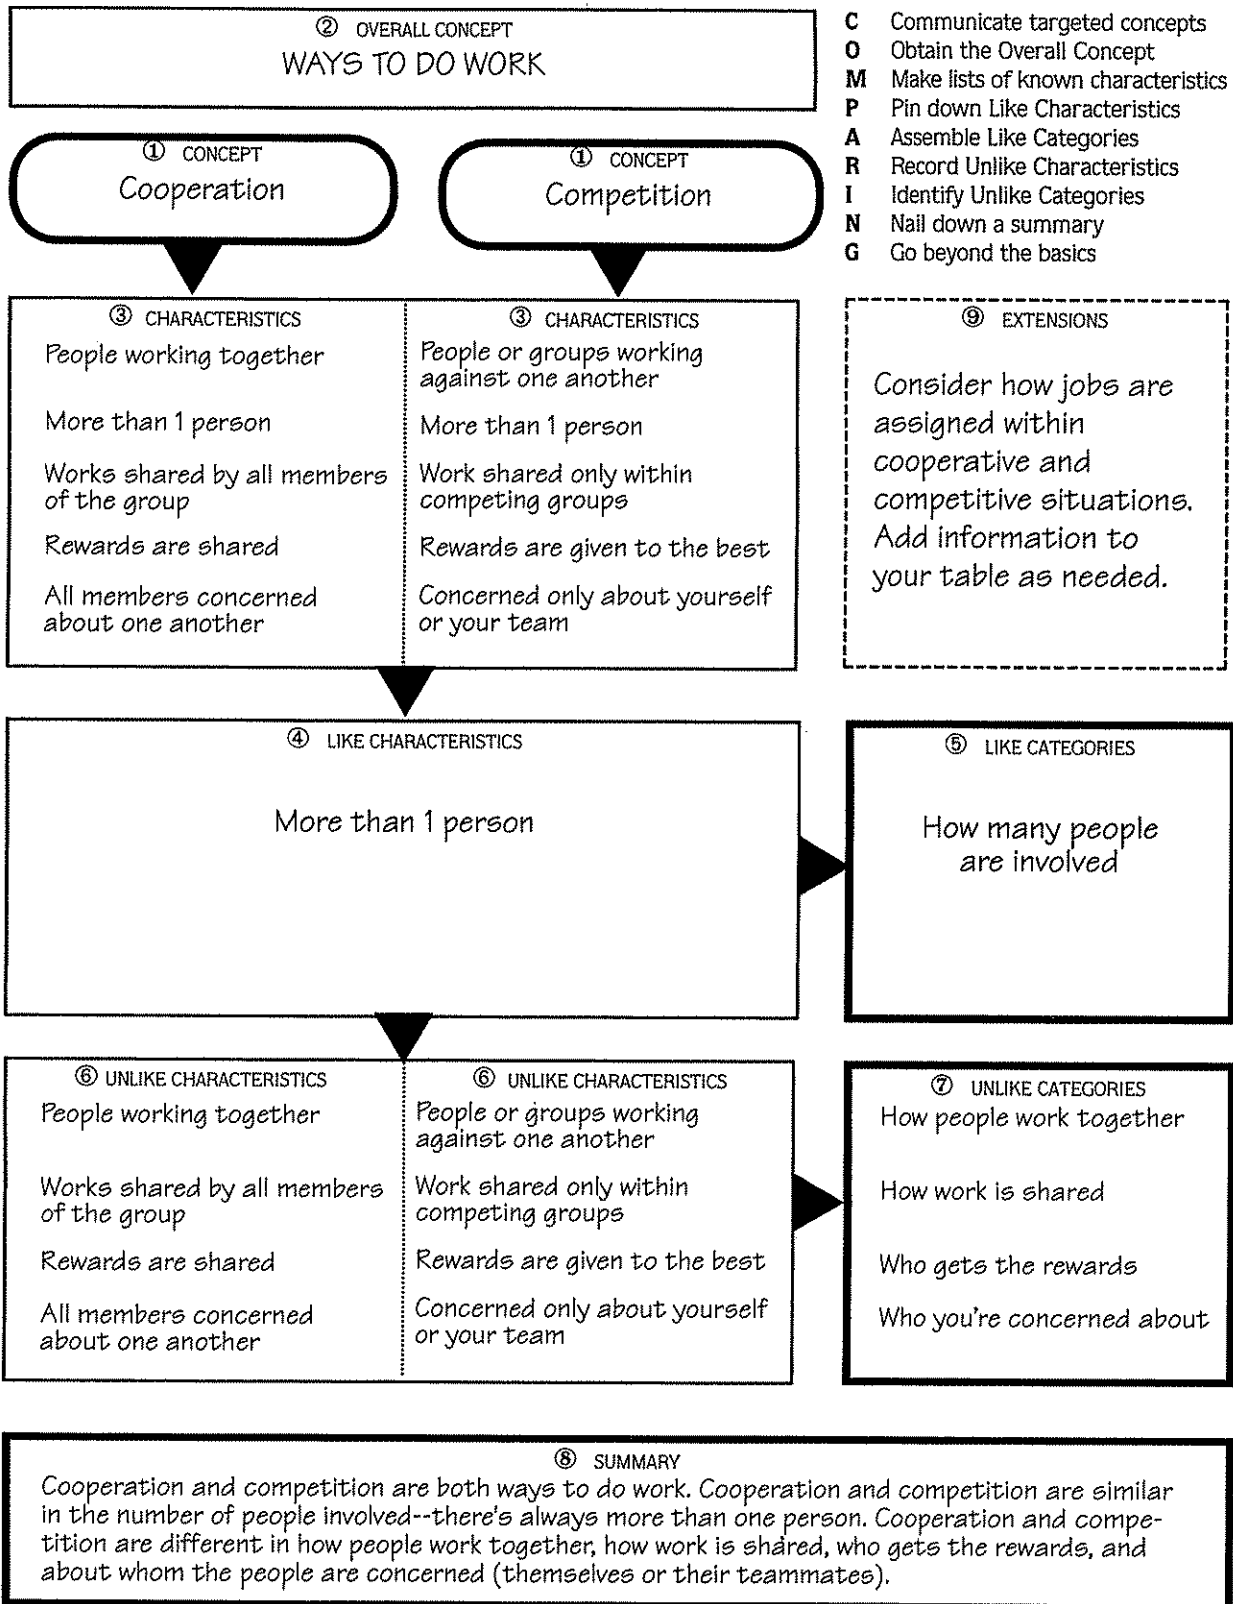 ② OVERALL CONCEPT
WAYS TO DO WORK
C Communicate targeted concepts
O Obtain the Overall Concept
M Make lists of known characteristics
P Pin down Like Characteristics
A Assemble Like Categories
R Record Unlike Characteristics
I Identify Unlike Categories
N Nail down a summary
G Go beyond the basics
① CONCEPT
Cooperation
① CONCEPT
Competition
③ CHARACTERISTICS
People working together
More than 1 person
Works shared by all members
of the group
Rewards are shared
All members concerned
about one another
③ CHARACTERISTICS
People or groups working
against one another
More than 1 person
Work shared only within
competing groups
Rewards are given to the best
Concerned only about yourself
or your team
⑨ EXTENSIONS
Consider how jobs are
assigned within
cooperative and
competitive situations.
Add information to
your table as needed.
④ LIKE CHARACTERISTICS
More than 1 person
⑤ LIKE CATEGORIES
How many people
are involved
⑥ UNLIKE CHARACTERISTICS
People working together
Works shared by all members
of the group
Rewards are shared
All members concerned
about one another
⑥ UNLIKE CHARACTERISTICS
People or groups working
against one another
Work shared only within
competing groups
Rewards are given to the best
Concerned only about yourself
or your team
⑦ UNLIKE CATEGORIES
How people work together
How work is shared
Who gets the rewards
Who you're concerned about
⑧ SUMMARY
Cooperation and competition are both ways to do work. Cooperation and competition are similar
in the number of people involved--there's always more than one person. Cooperation and compe-
tition are different in how people work together, how work is shared, who gets the rewards, and
about whom the people are concerned (themselves or their teammates).